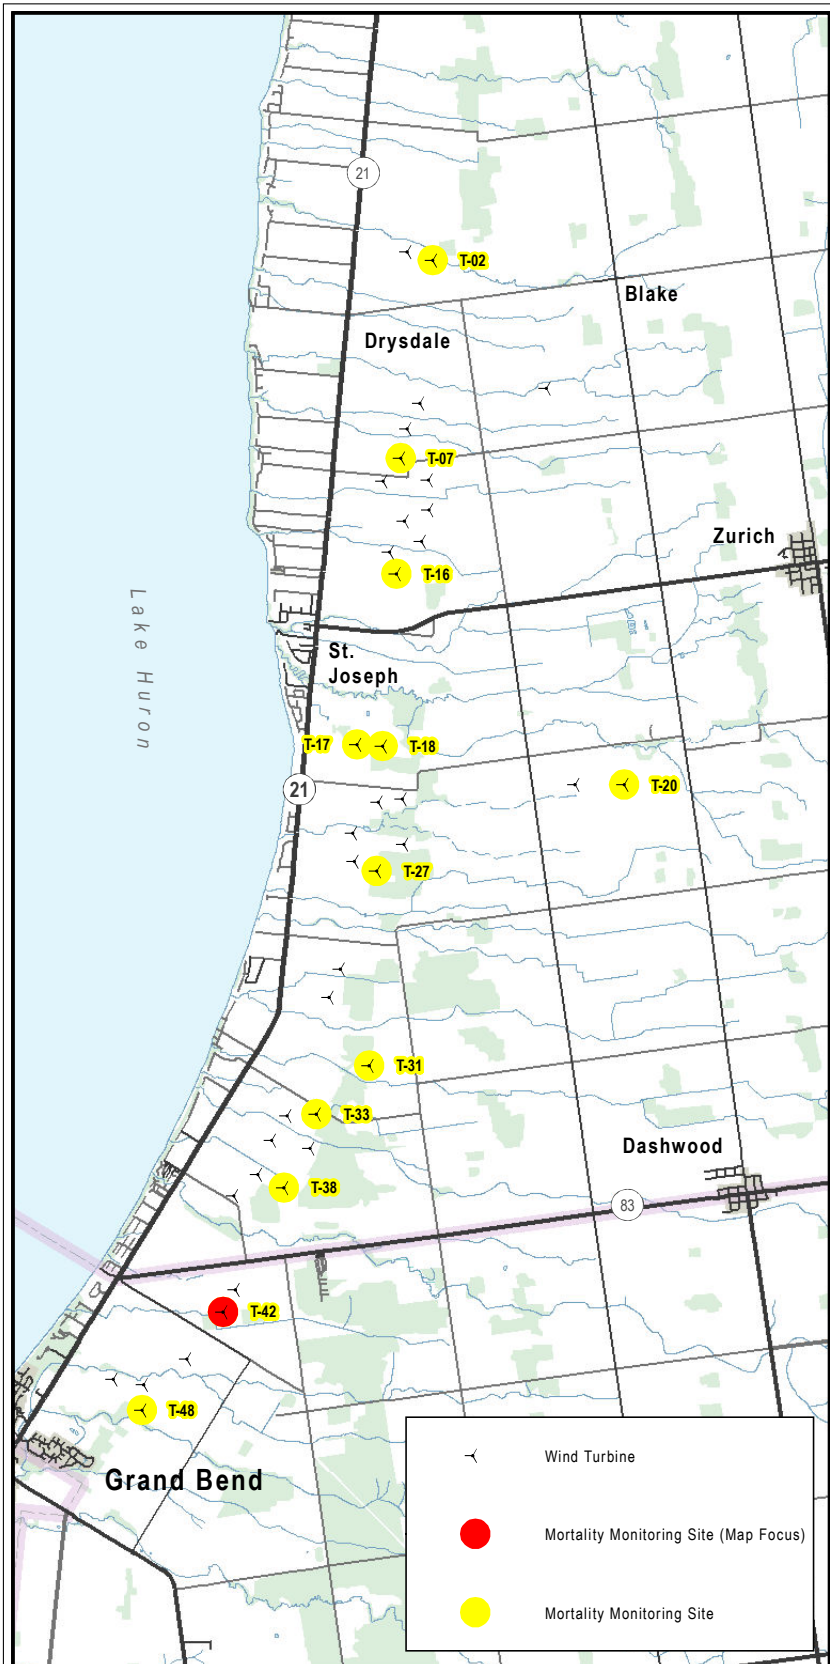 21
T-02
Blake
Drysdale
T-07
Zurich
T-16
Lake Huron
St.
Joseph
T-17
T-18
21
T-20
T-27
T-31
T-33
Dashwood
T-38
83
T-42
T-48
Grand Bend
Wind Turbine
Mortality Monitoring Site (Map Focus)
Mortality Monitoring Site